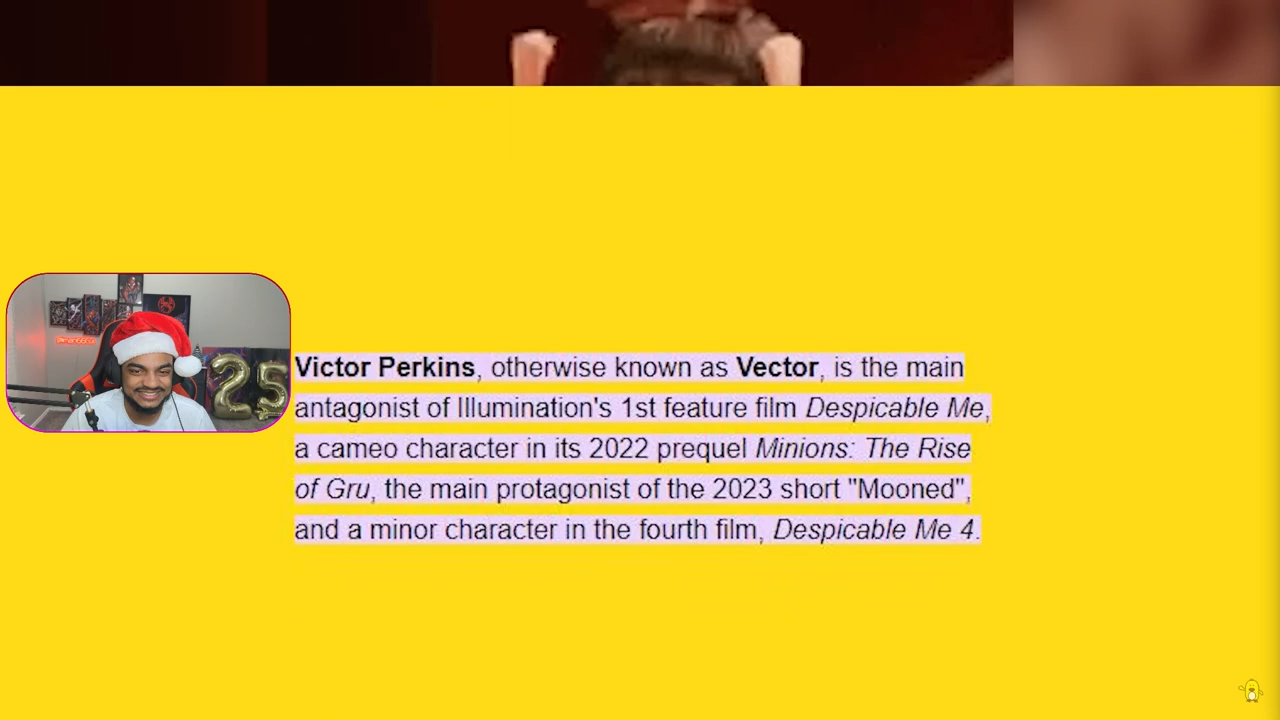 Victor Perkins, otherwise known as Vector, is the main
antagonist of Illumination's 1st feature film Despicable Me,
a cameo character in its 2022 prequel Minions: The Rise
of Gru, the main protagonist of the 2023 short "Mooned",
and a minor character in the fourth film, Despicable Me 4.
25